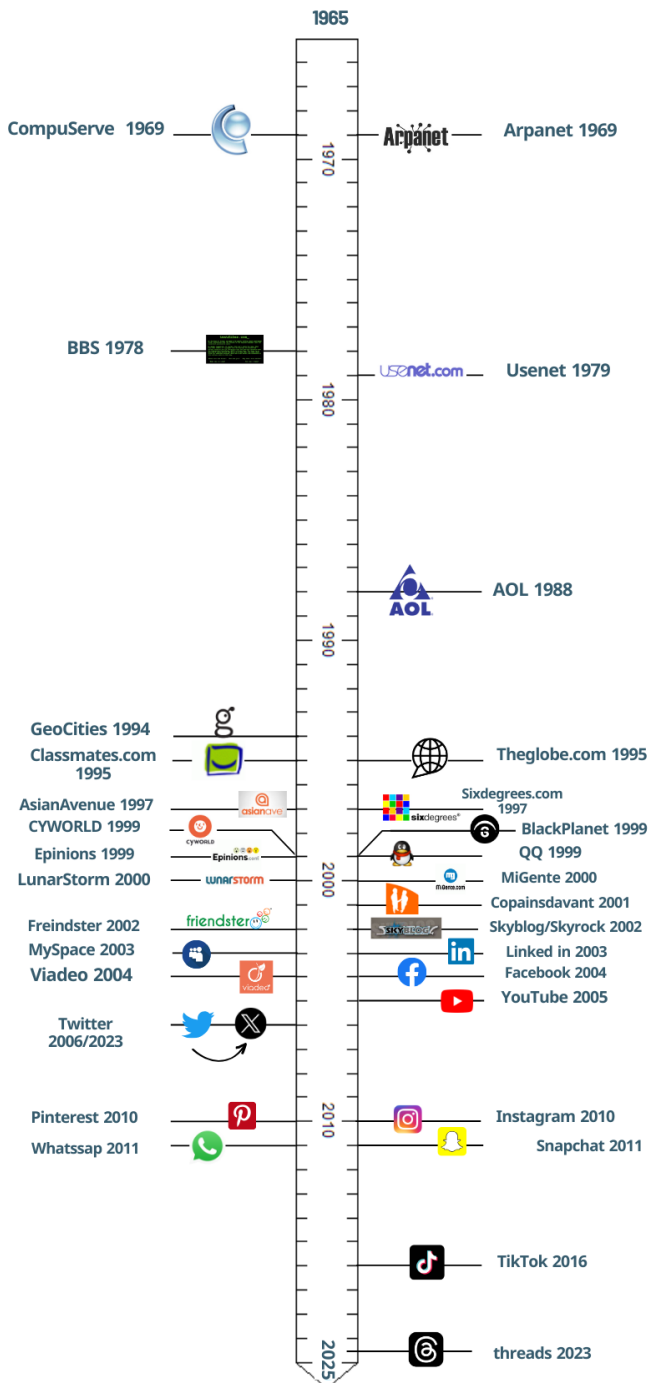 1965
CompuServe 1969
Arpanet
Arpanet 1969
1970
BBS 1978
usenet.com
Usenet 1979
1980
AOL
AOL 1988
1990
GeoCities 1994
Classmates.com
1995
Theglobe.com 1995
AsianAvenue 1997
asianave
sixdegrees
Sixdegrees.com
1997
CYWORLD 1999
CYWORLD
BlackPlanet 1999
Epinions 1999
Epinions.com
QQ 1999
LunarStorm 2000
LUNARSTORM
2000
MiGente.com
MiGente 2000
Copainsdavant 2001
Freindster 2002
friendster
SKYBLOCK
Skyblog/Skyrock 2002
MySpace 2003
in
Linked in 2003
Viadeo 2004
viadeo
Facebook 2004
YouTube 2005
Twitter
2006/2023
Pinterest 2010
2010
Instagram 2010
Whatssap 2011
Snapchat 2011
TikTok 2016
2025
threads 2023